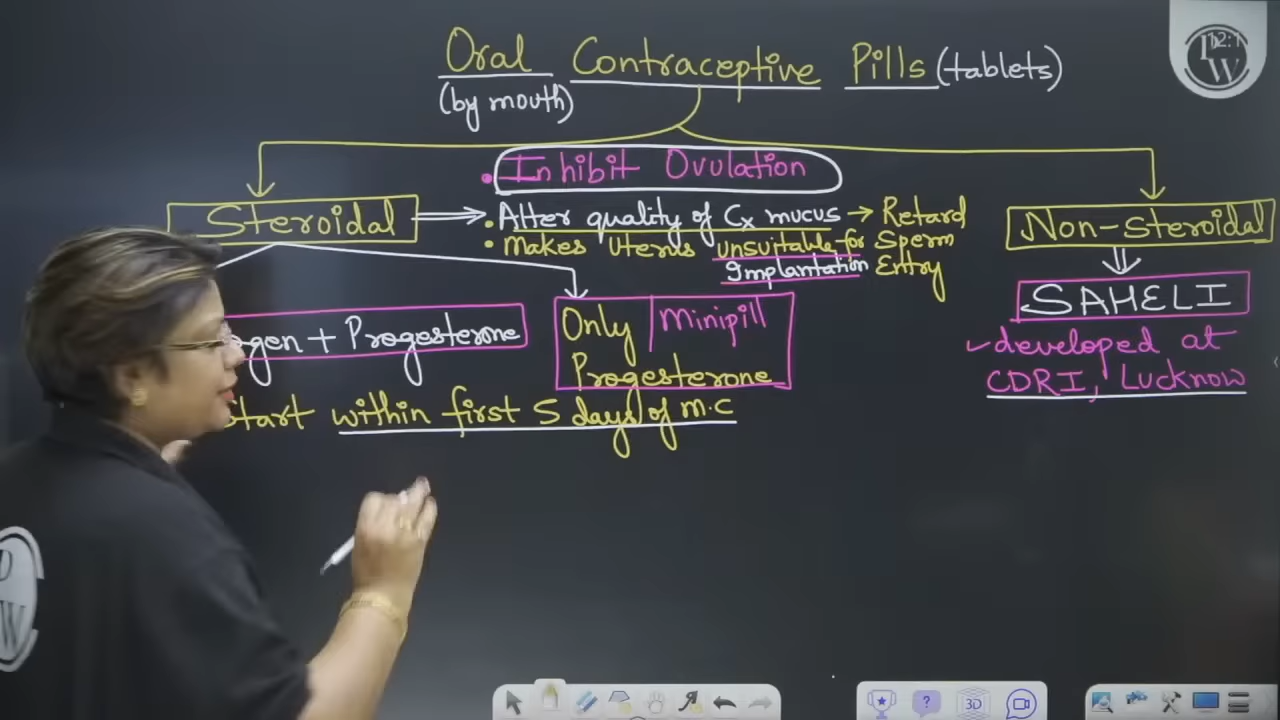 Oral Contraceptive Pills (tablets)
(by mouth)
• Inhibit Ovulation
Steroidal
• Alter quality of Cx mucus → Retard
• Makes Uterus unsuitable for Sperm
Implantation Entry
Non-steroidal
SAHELI
ogen + Progesterone
Only Minipill
Progesterone
✓developed at
CDRI, Lucknow
start within first 5 days of m.c
3D